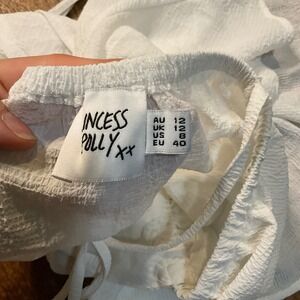 INCESS
POLLY xx
AU 12
UK 12
US 8
EU 40